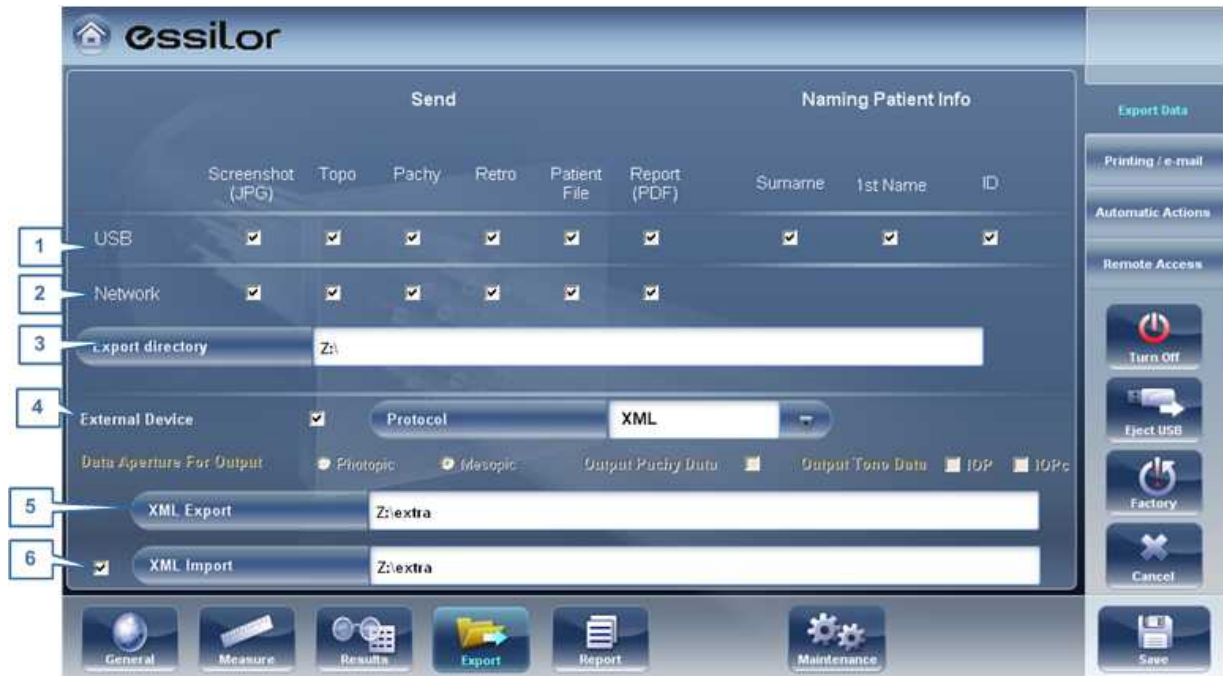 essilor
Send
Naming Patient Info
Screenshot (JPG)
Topo
Pachy
Retro
Patient File
Report (PDF)
Surname
1st Name
ID
1
USB
2
Network
3
Export directory
Z:\
4
External Device
Protocol
XML
Data Aperture For Output
Photopic
Mesopic
Output Pachy Data
Output Tono Data
IOP
IOPc
5
XML Export
Z:\extra
6
XML Import
Z:\extra
Export Data
Printing / e-mail
Automatic Actions
Remote Access
Turn Off
Eject USB
Factory
Cancel
General
Measure
Results
Export
Report
Maintenance
Save